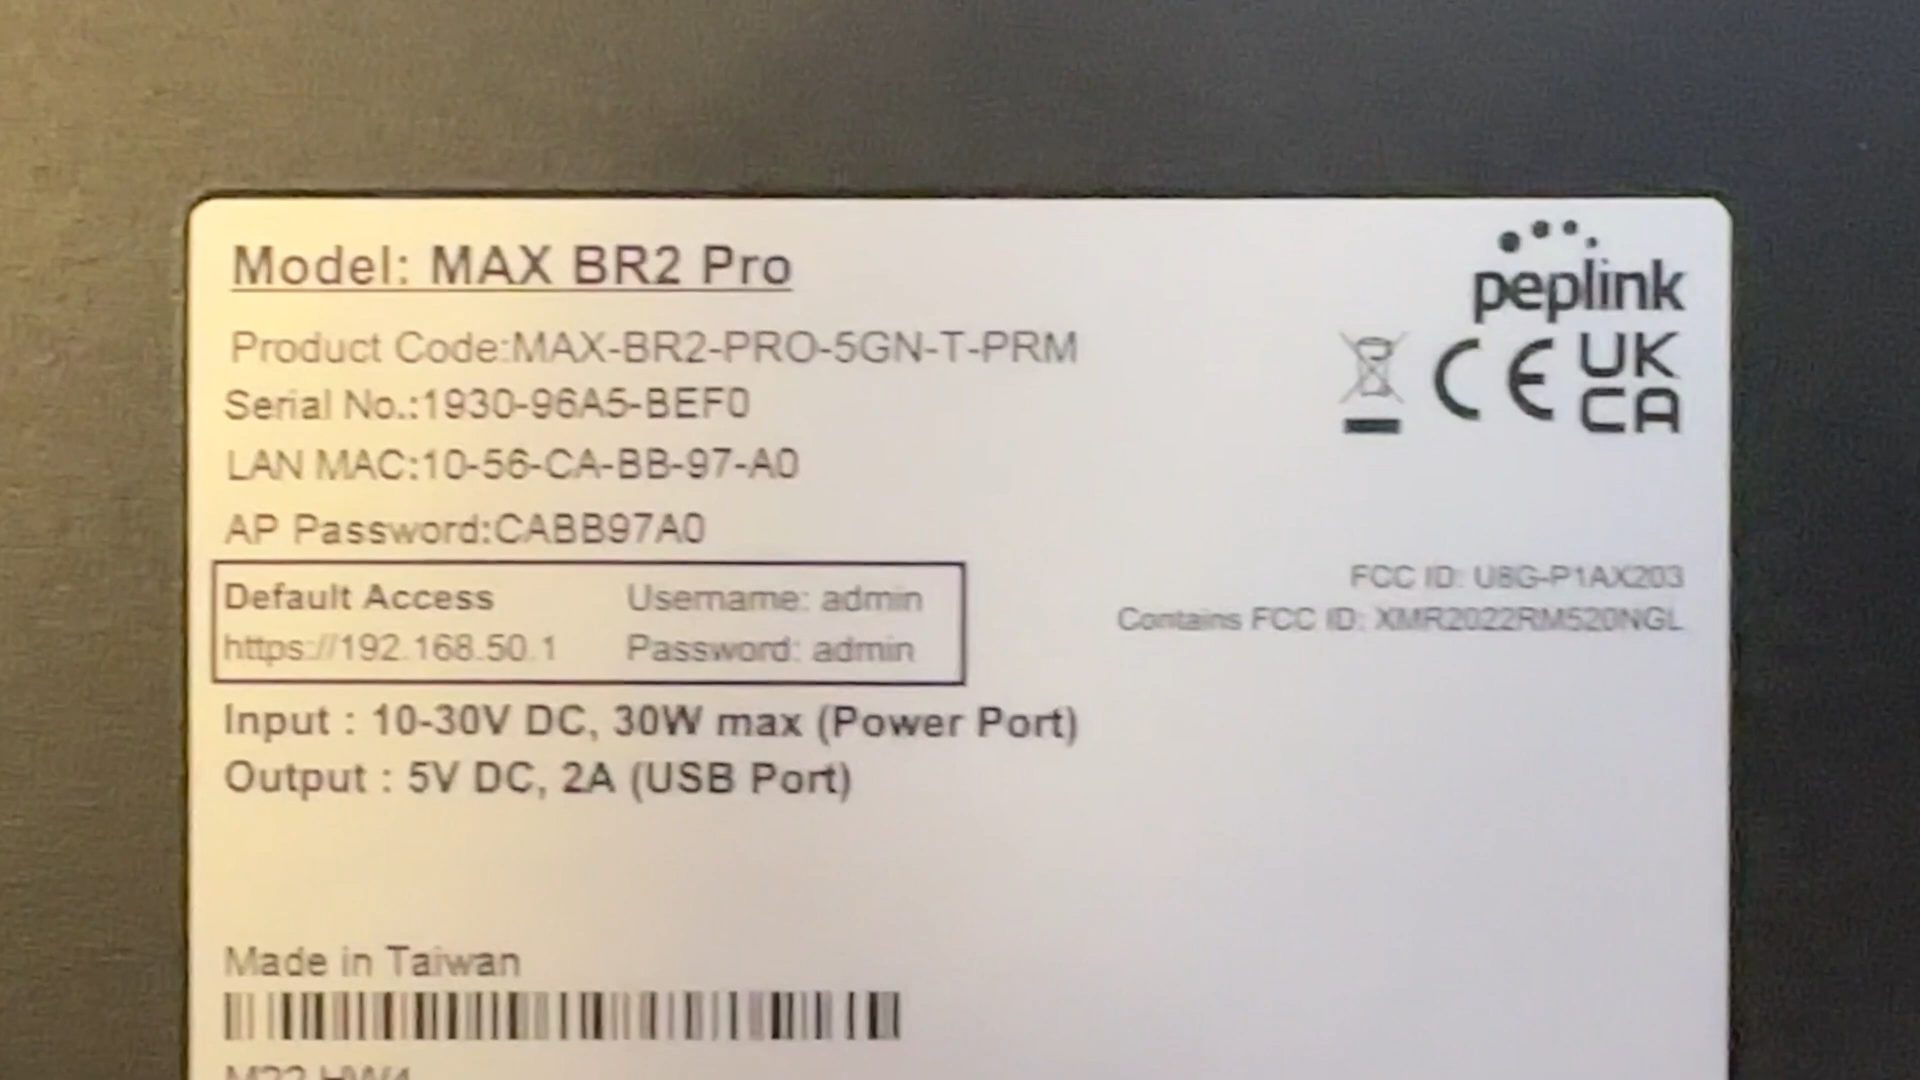 Model: MAX BR2 Pro
peplink
Product Code:MAX-BR2-PRO-5GN-T-PRM
Serial No.:1930-96A5-BEF0
LAN MAC:10-56-CA-BB-97-A0
AP Password:CABB97A0
CE UK CA
Default Access Username: admin
https://192.168.50.1 Password: admin
FCC ID: U8G-P1AX203
Contains FCC ID: XMR2022RM520NGL
Input : 10-30V DC, 30W max (Power Port)
Output : 5V DC, 2A (USB Port)
Made in Taiwan
M22 HW4